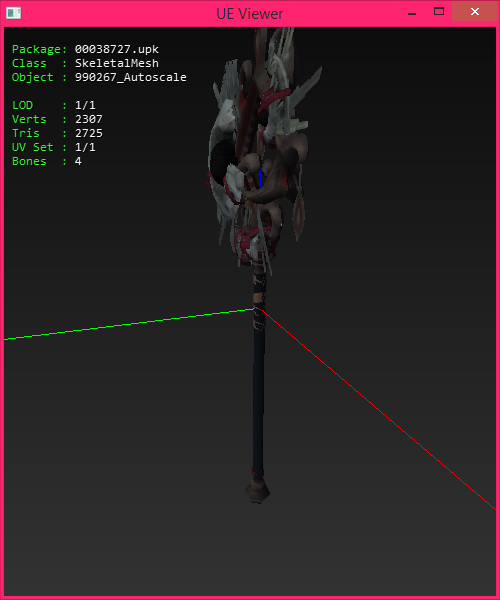 UE Viewer
Package: 00038727.upk
Class  : SkeletalMesh
Object : 990267_Autoscale
LOD    : 1/1
Verts  : 2307
Tris   : 2725
UV Set : 1/1
Bones  : 4